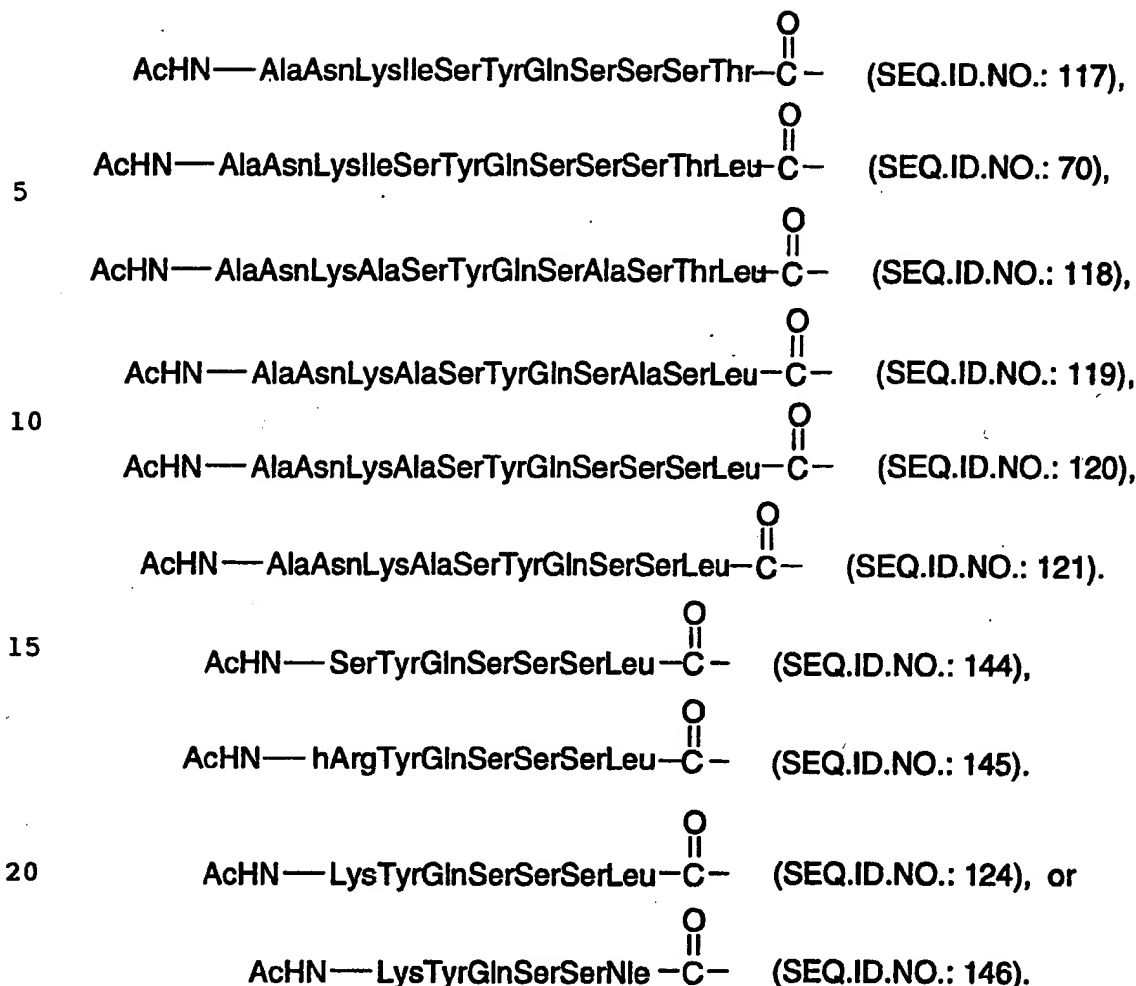 O
||
AcHN—AlaAsnLysIleSerTyrGlnSerSerSerThr–C– (SEQ.ID.NO.: 117),
O
||
AcHN—AlaAsnLysIleSerTyrGlnSerSerSerThrLeu–C– (SEQ.ID.NO.: 70),
5
O
||
AcHN—AlaAsnLysAlaSerTyrGlnSerAlaSerThrLeu–C– (SEQ.ID.NO.: 118),
O
||
AcHN—AlaAsnLysAlaSerTyrGlnSerAlaSerLeu–C– (SEQ.ID.NO.: 119),
10
O
||
AcHN—AlaAsnLysAlaSerTyrGlnSerSerSerLeu–C– (SEQ.ID.NO.: 120),
O
||
AcHN—AlaAsnLysAlaSerTyrGlnSerSerLeu–C– (SEQ.ID.NO.: 121).
O
||
15 AcHN—SerTyrGlnSerSerSerLeu–C– (SEQ.ID.NO.: 144),
O
||
AcHN—hArgTyrGlnSerSerSerLeu–C– (SEQ.ID.NO.: 145).
O
||
20 AcHN—LysTyrGlnSerSerSerLeu–C– (SEQ.ID.NO.: 124), or
O
||
AcHN—LysTyrGlnSerSerNle–C– (SEQ.ID.NO.: 146).